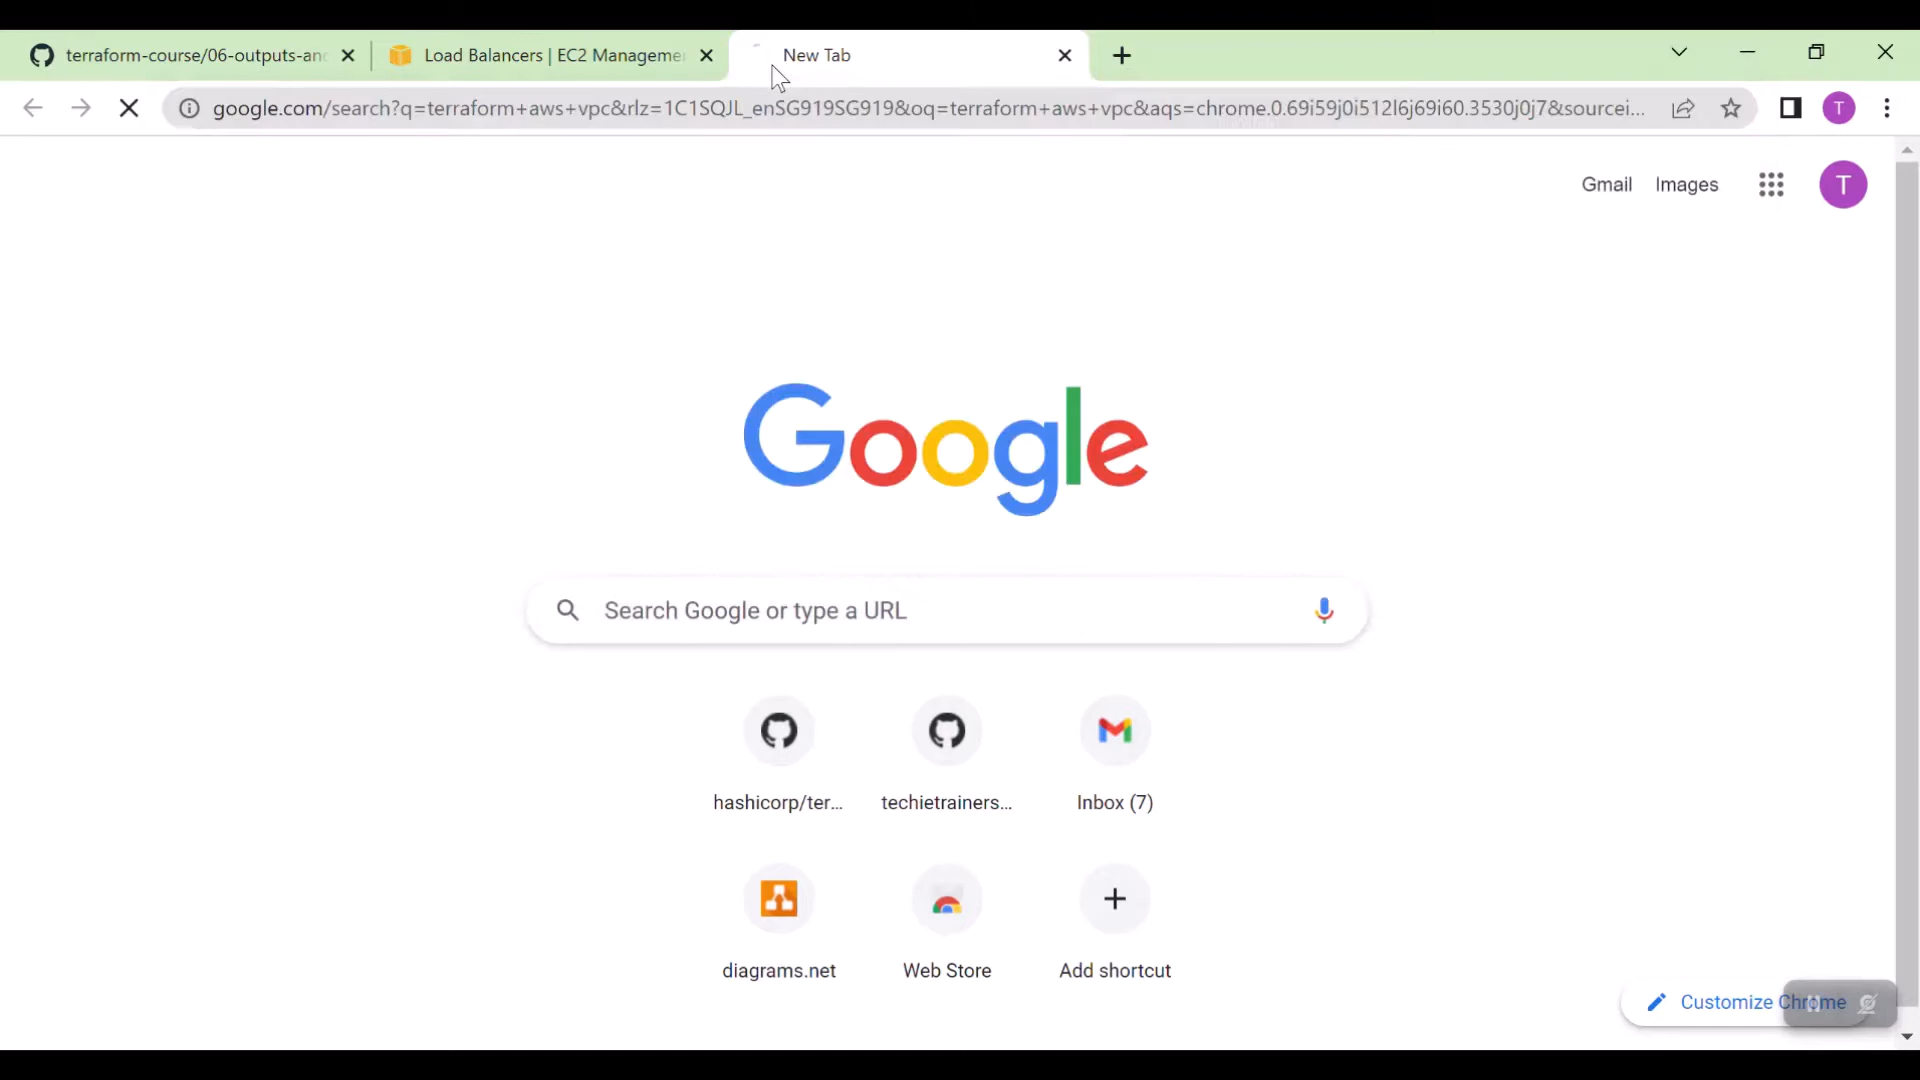 terraform-course/06-outputs-an
Load Balancers | EC2 Manageme
New Tab
google.com/search?q=terraform+aws+vpc&rlz=1C1SQJL_enSG919SG919&oq=terraform+aws+vpc&aqs=chrome.0.69i59j0i512l6j69i60.3530j0j7&sourcei...
T
Gmail
Images
T
Google
Search Google or type a URL
hashicorp/ter...
techietrainers...
Inbox (7)
diagrams.net
Web Store
Add shortcut
Customize Chrome